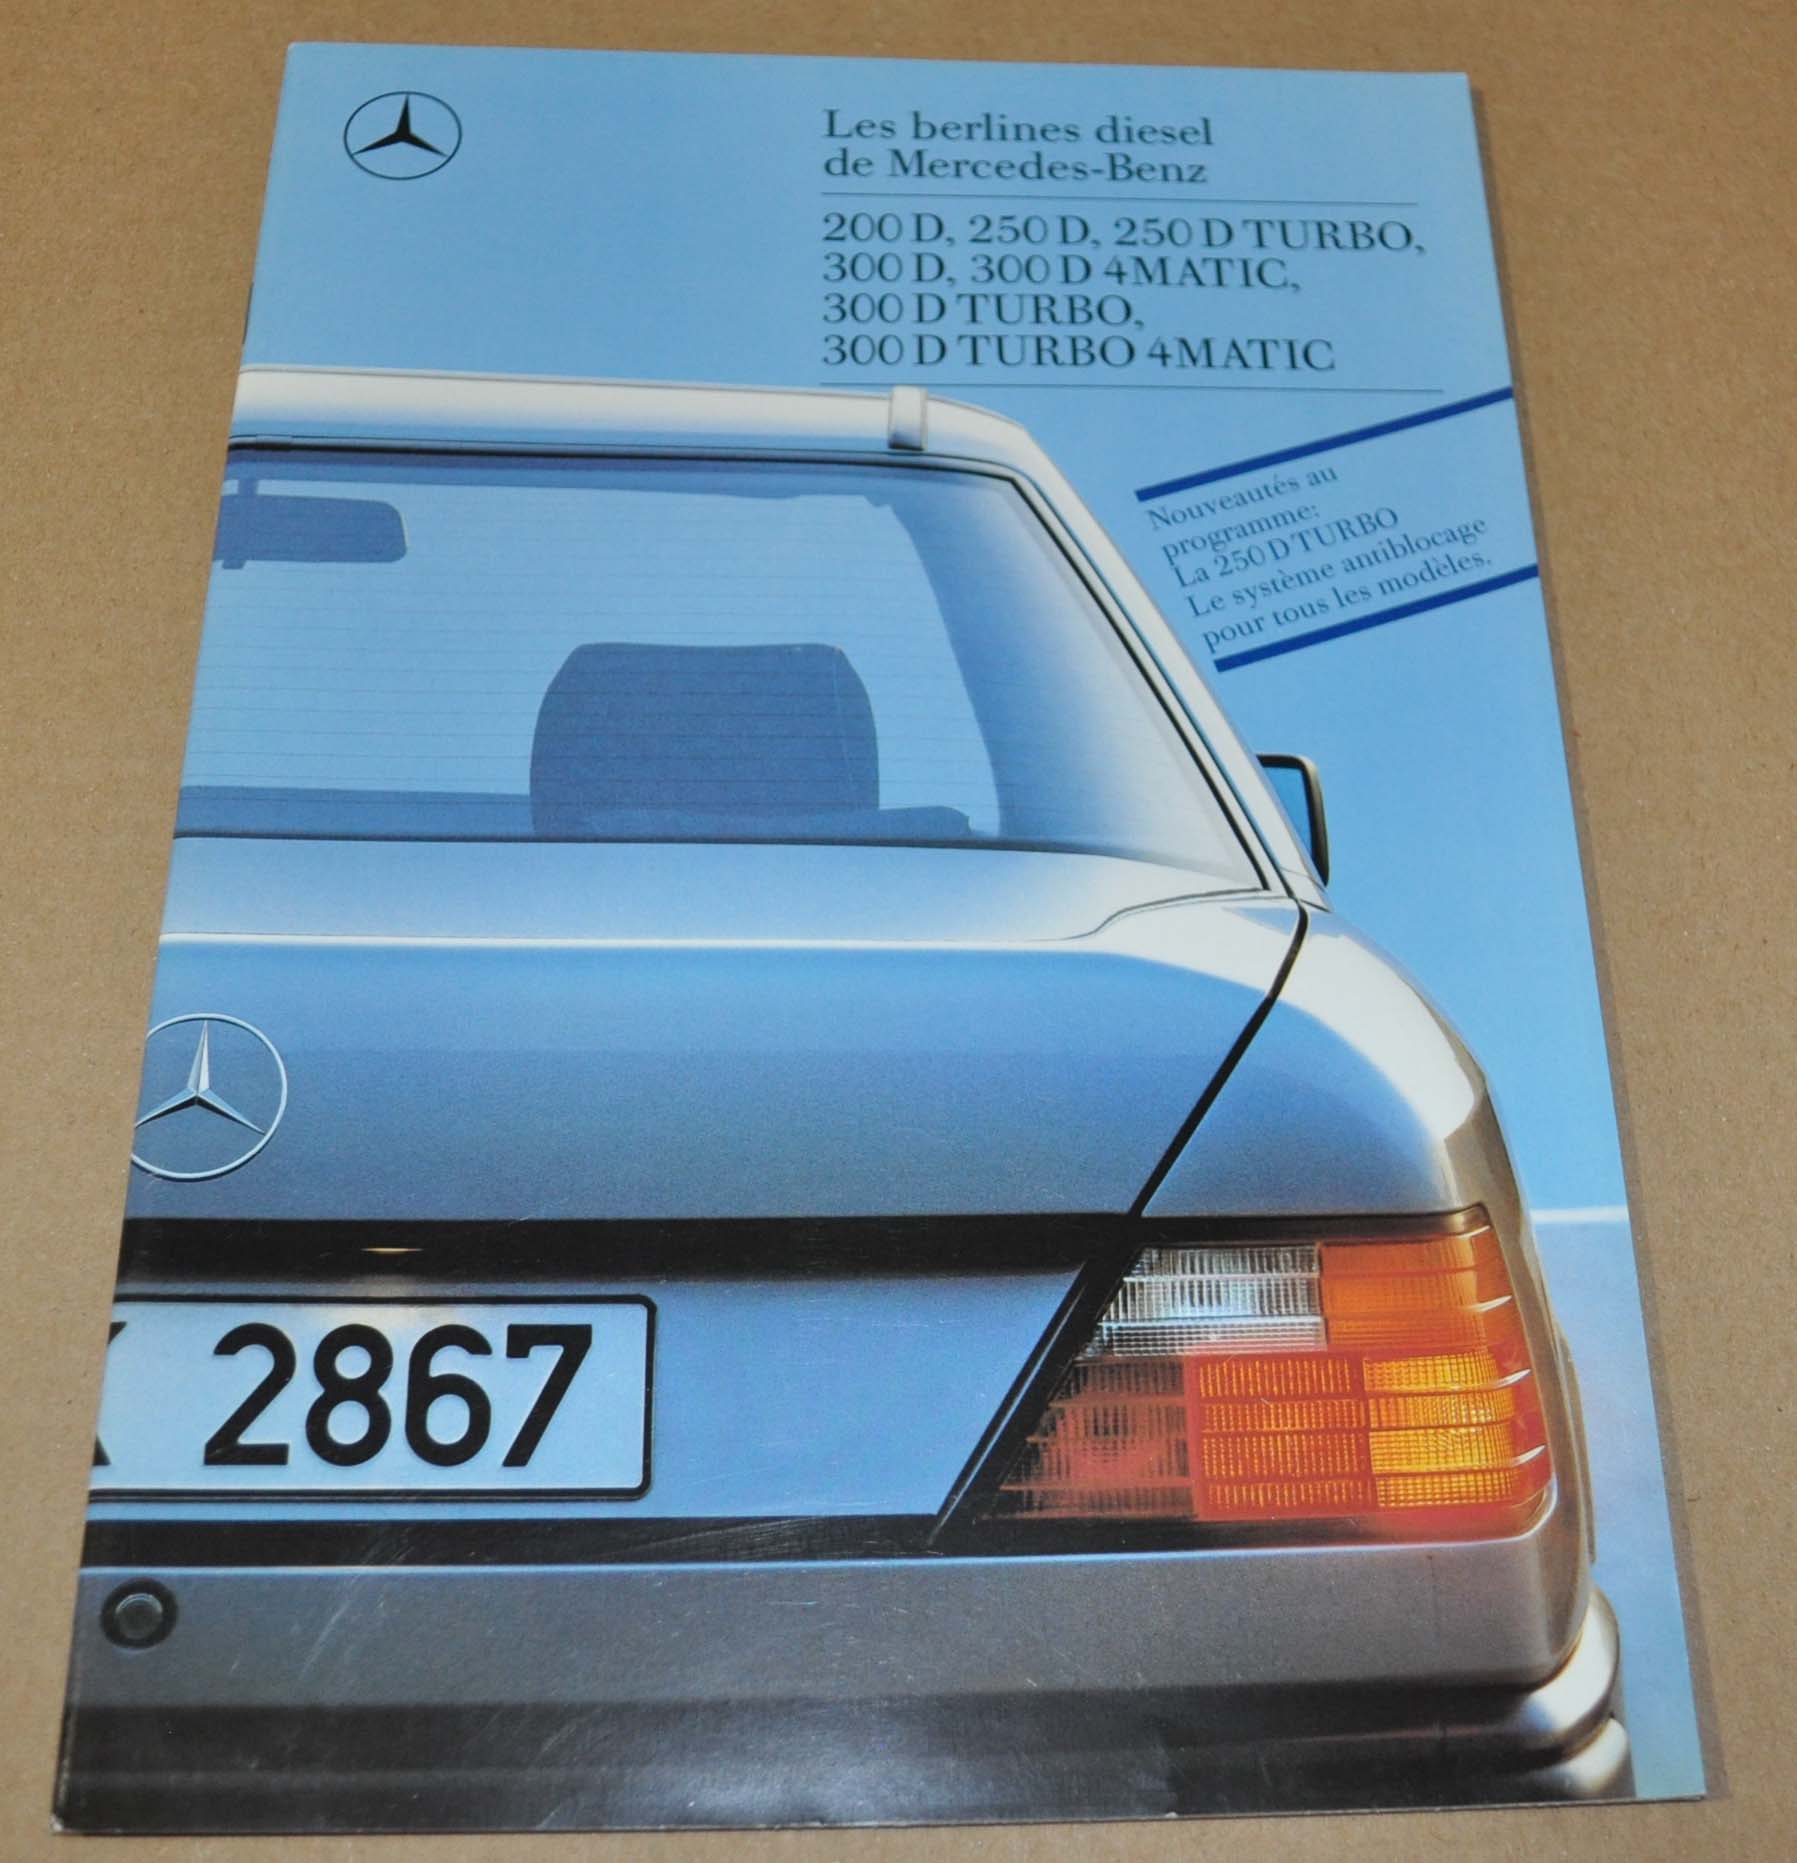 Les berlines diesel
de Mercedes-Benz
200 D, 250 D, 250 D TURBO,
300 D, 300 D 4MATIC,
300 D TURBO,
300 D TURBO 4MATIC
Nouveautés au
programme:
La 250 D TURBO
Le système antiblocage
pour tous les modèles.
2867